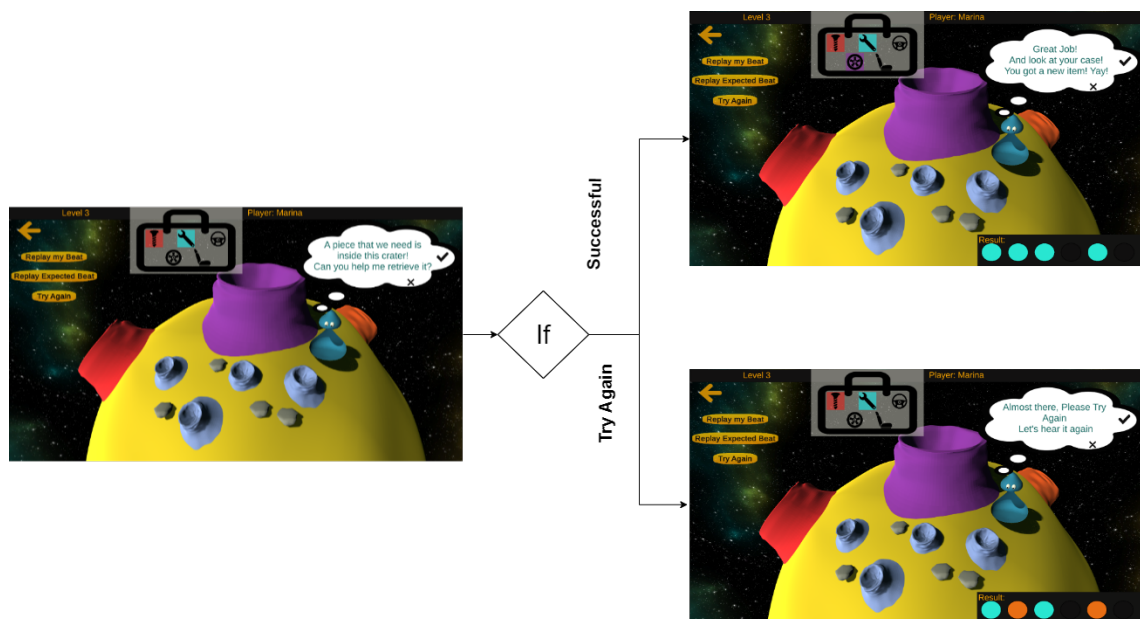 Level 3
Player: Marina
Replay my Beat
Replay Expected Beat
Try Again
A piece that we need is
inside this crater!
Can you help me retrieve it?
If
Successful
Try Again
Level 3
Player: Marina
Replay my Beat
Replay Expected Beat
Try Again
Great Job!
And look at your case!
You got a new item! Yay!
Result:
Level 3
Player: Marina
Replay my Beat
Replay Expected Beat
Try Again
Almost there, Please Try
Again
Let's hear it again
Result: